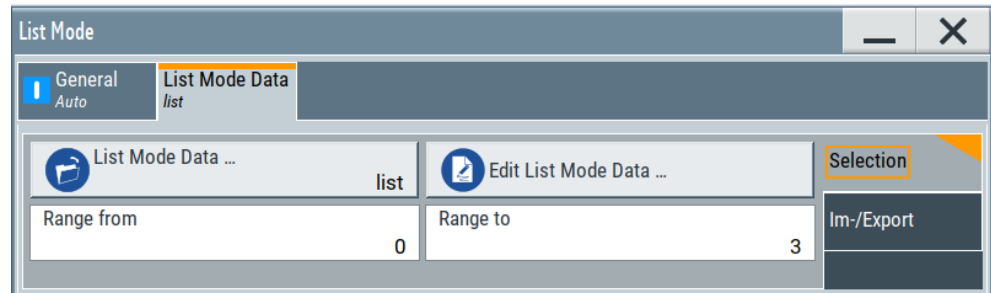 List Mode
General
Auto
List Mode Data
list
List Mode Data ...
list
Edit List Mode Data ...
Selection
Range from
0
Range to
3
Im-/Export